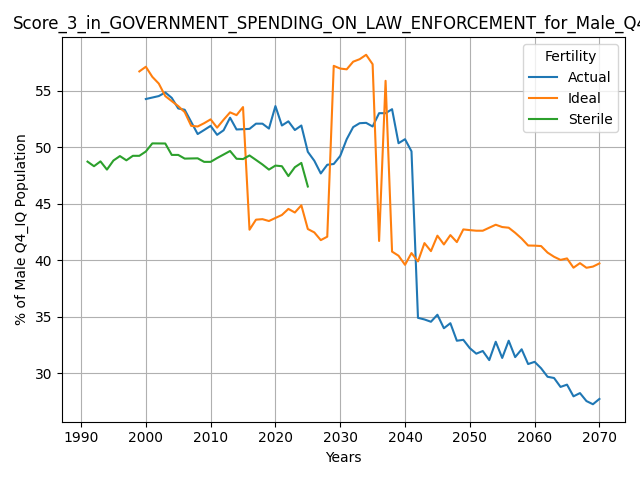 Score_3_in_GOVERNMENT_SPENDING_ON_LAW_ENFORCEMENT_for_Male_Q4
Fertility
Actual
Ideal
Sterile
% of Male Q4_IQ Population
55
50
45
40
35
30
1990 2000 2010 2020 2030 2040 2050 2060 2070
Years